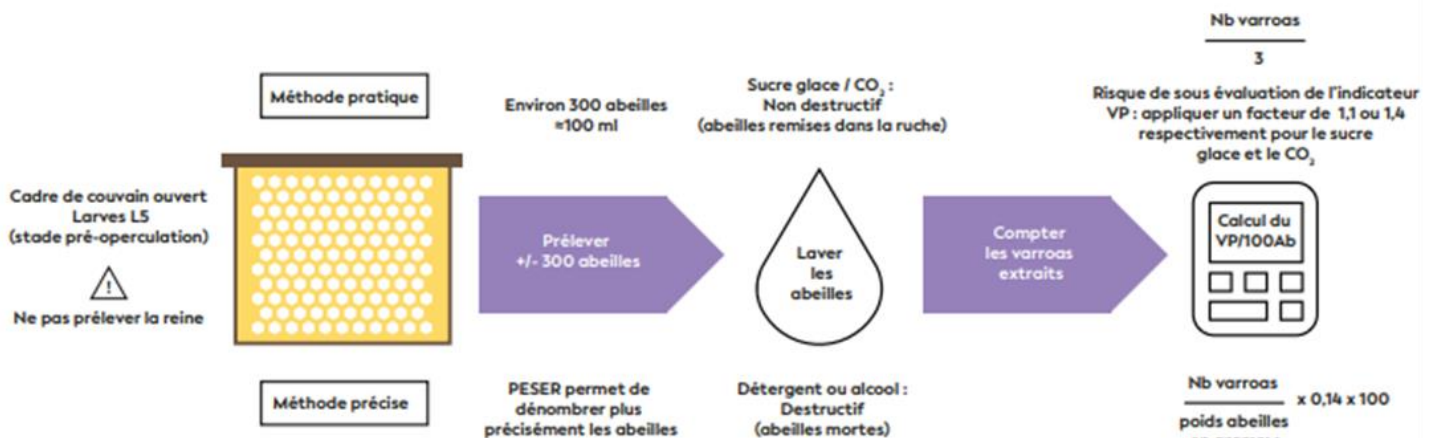 Méthode pratique
Cadre de couvain ouvert
Larves L5
(stade pré-operculation)
!
Ne pas prélever la reine
Méthode précise
Environ 300 abeilles
≈100 ml
Prélever
+/- 300 abeilles
PESER permet de
dénombrer plus
précisément les abeilles
Sucre glace / CO₂ :
Non destructif
(abeilles remises dans la ruche)
Laver
les
abeilles
Détergent ou alcool :
Destructif
(abeilles mortes)
Compter
les varroas
extraits
Nb varroas
3
Risque de sous évaluation de l'indicateur
VP : appliquer un facteur de 1,1 ou 1,4
respectivement pour le sucre
glace et le CO₂
Calcul du
VP/100Ab
Nb varroas
x 0,14 x 100
poids abeilles